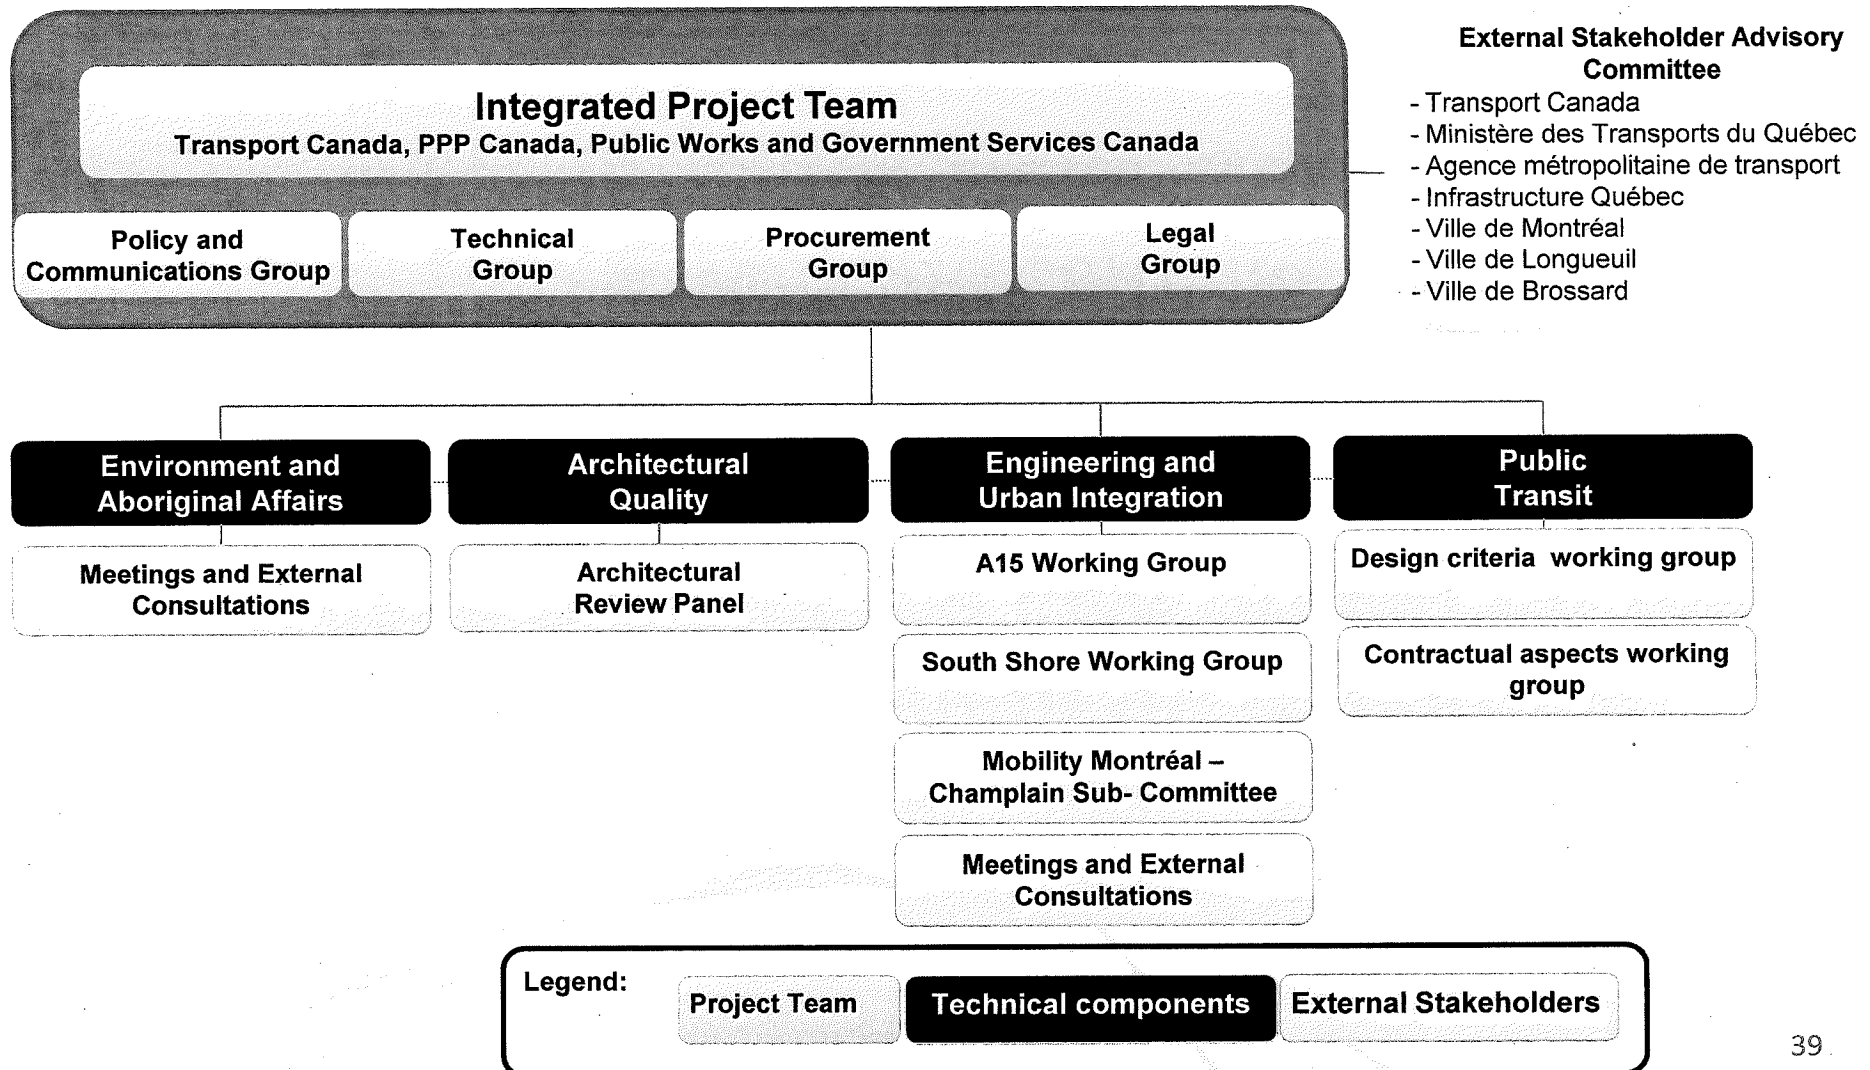 Integrated Project Team
Transport Canada, PPP Canada, Public Works and Government Services Canada
Policy and
Communications Group
Technical
Group
Procurement
Group
Legal
Group
External Stakeholder Advisory
Committee
- Transport Canada
- Ministère des Transports du Québec
- Agence métropolitaine de transport
- Infrastructure Québec
- Ville de Montréal
- Ville de Longueuil
- Ville de Brossard
Environment and
Aboriginal Affairs
Meetings and External
Consultations
Architectural
Quality
Architectural
Review Panel
Engineering and
Urban Integration
A15 Working Group
South Shore Working Group
Mobility Montréal –
Champlain Sub- Committee
Meetings and External
Consultations
Public
Transit
Design criteria working group
Contractual aspects working
group
Legend:
Project Team
Technical components
External Stakeholders
39